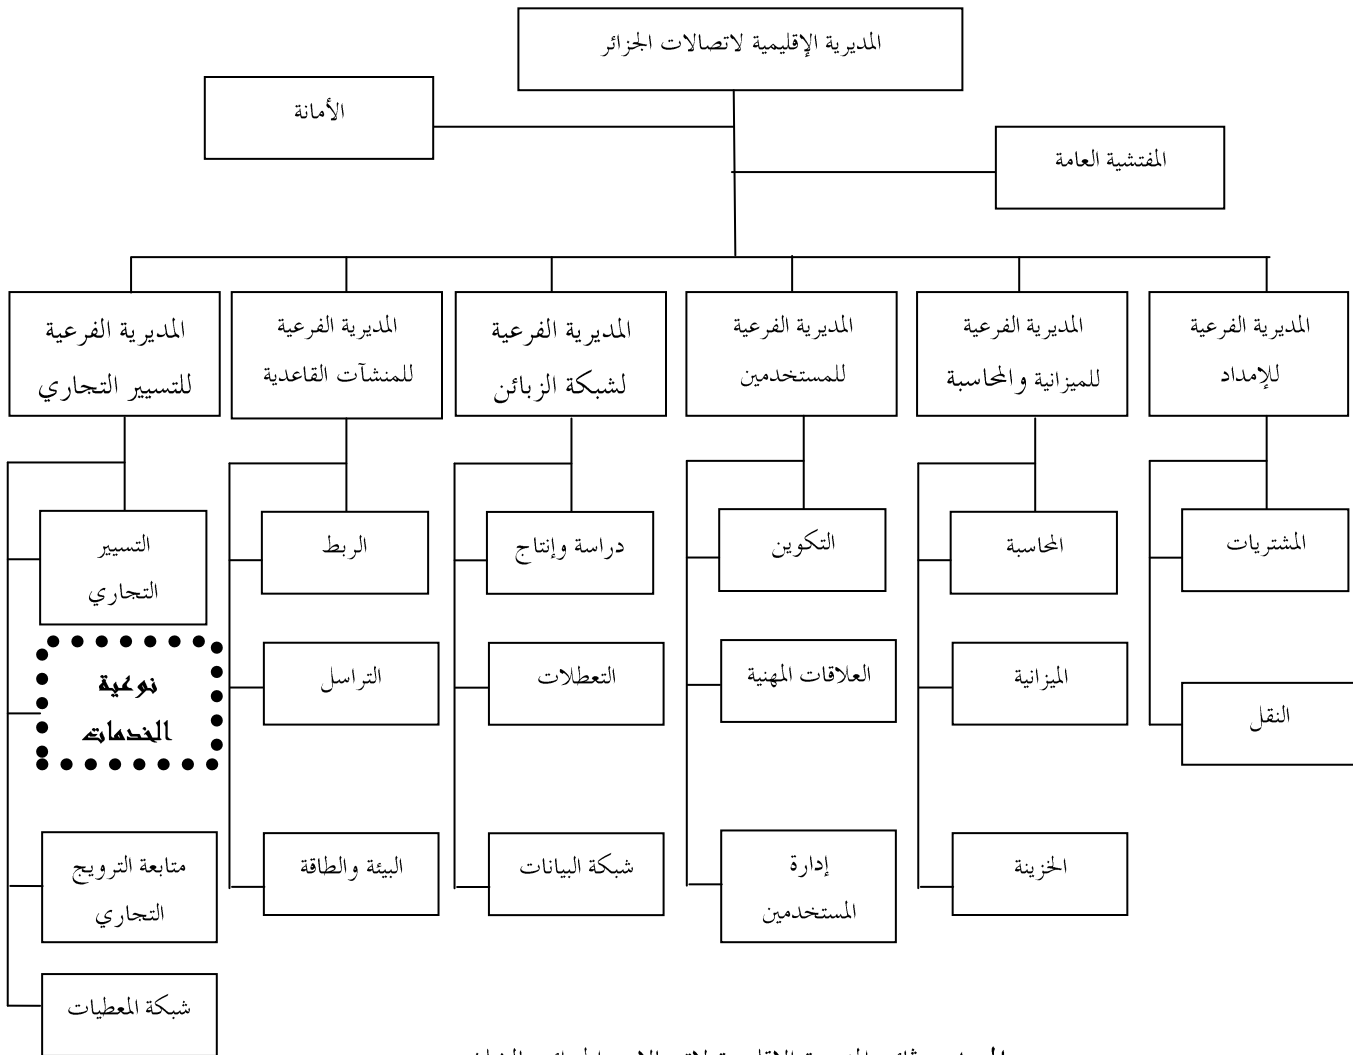 المديرية الإقليمية لاتصالات الجزائر
الأمانة
المفتشية العامة
المديرية الفرعية
للإمداد
المديرية الفرعية
للميزانية والمحاسبة
المديرية الفرعية
للمستخدمين
المديرية الفرعية
لشبكة الزبائن
المديرية الفرعية
للمنشآت القاعدية
المديرية الفرعية
للتسيير التجاري
المشتريات
النقل
المحاسبة
الميزانية
الخزينة
التكوين
العلاقات المهنية
إدارة
المستخدمين
دراسة وإنتاج
التعطلات
شبكة البيانات
الربط
التراسل
البيئة والطاقة
التسيير
التجاري
نوعية
الخدمات
متابعة الترويج
التجاري
شبكة المعطيات